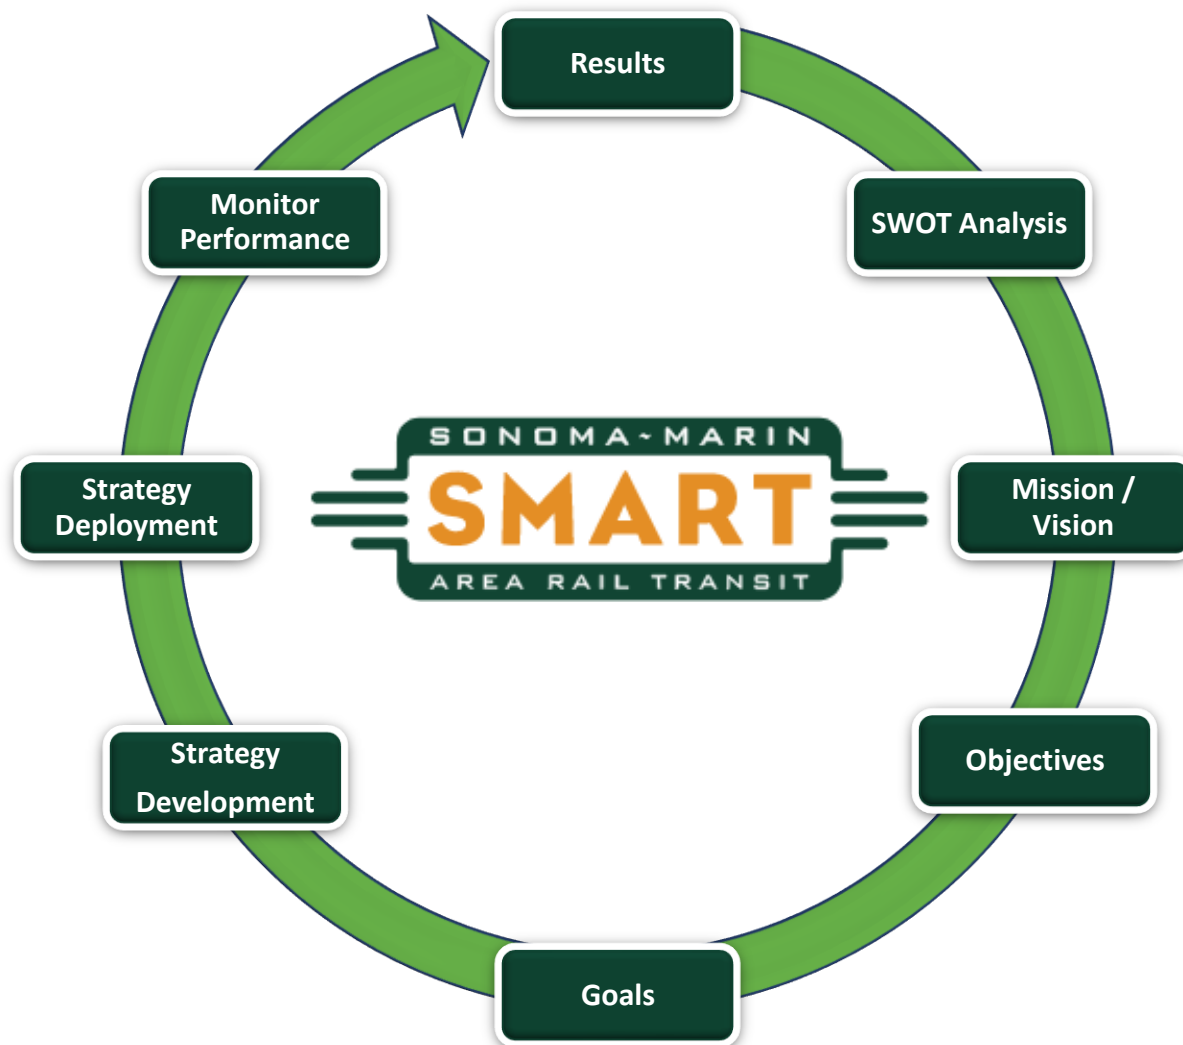 Results
SWOT Analysis
Mission /
Vision
Objectives
Goals
Strategy
Development
Strategy
Deployment
Monitor
Performance
SONOMA~MARIN
SMART
AREA RAIL TRANSIT